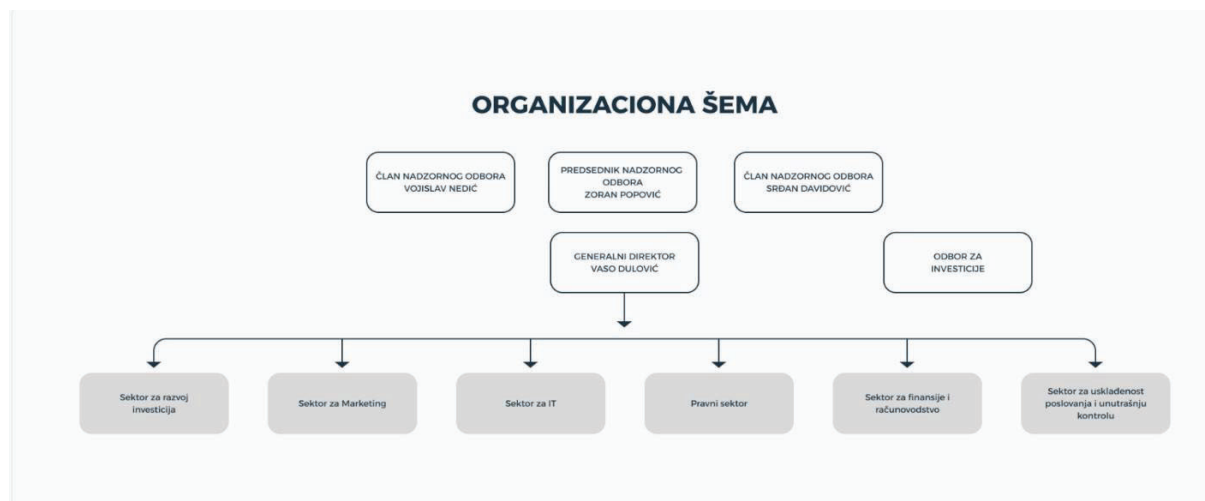 ORGANIZACIONA ŠEMA
ČLAN NADZORNOG ODBORA
VOJISLAV NEDIĆ
PREDSEDNIK NADZORNOG
ODBORA
ZORAN POPOVIĆ
ČLAN NADZORNOG ODBORA
SRĐAN DAVIDOVIĆ
GENERALNI DIREKTOR
VASO DULOVIĆ
ODBOR ZA
INVESTICIJE
Sektor za razvoj
investicija
Sektor za Marketing
Sektor za IT
Pravni sektor
Sektor za finansije i
računovodstvo
Sektor za usklađenost
poslovanja i unutrašnju
kontrolu